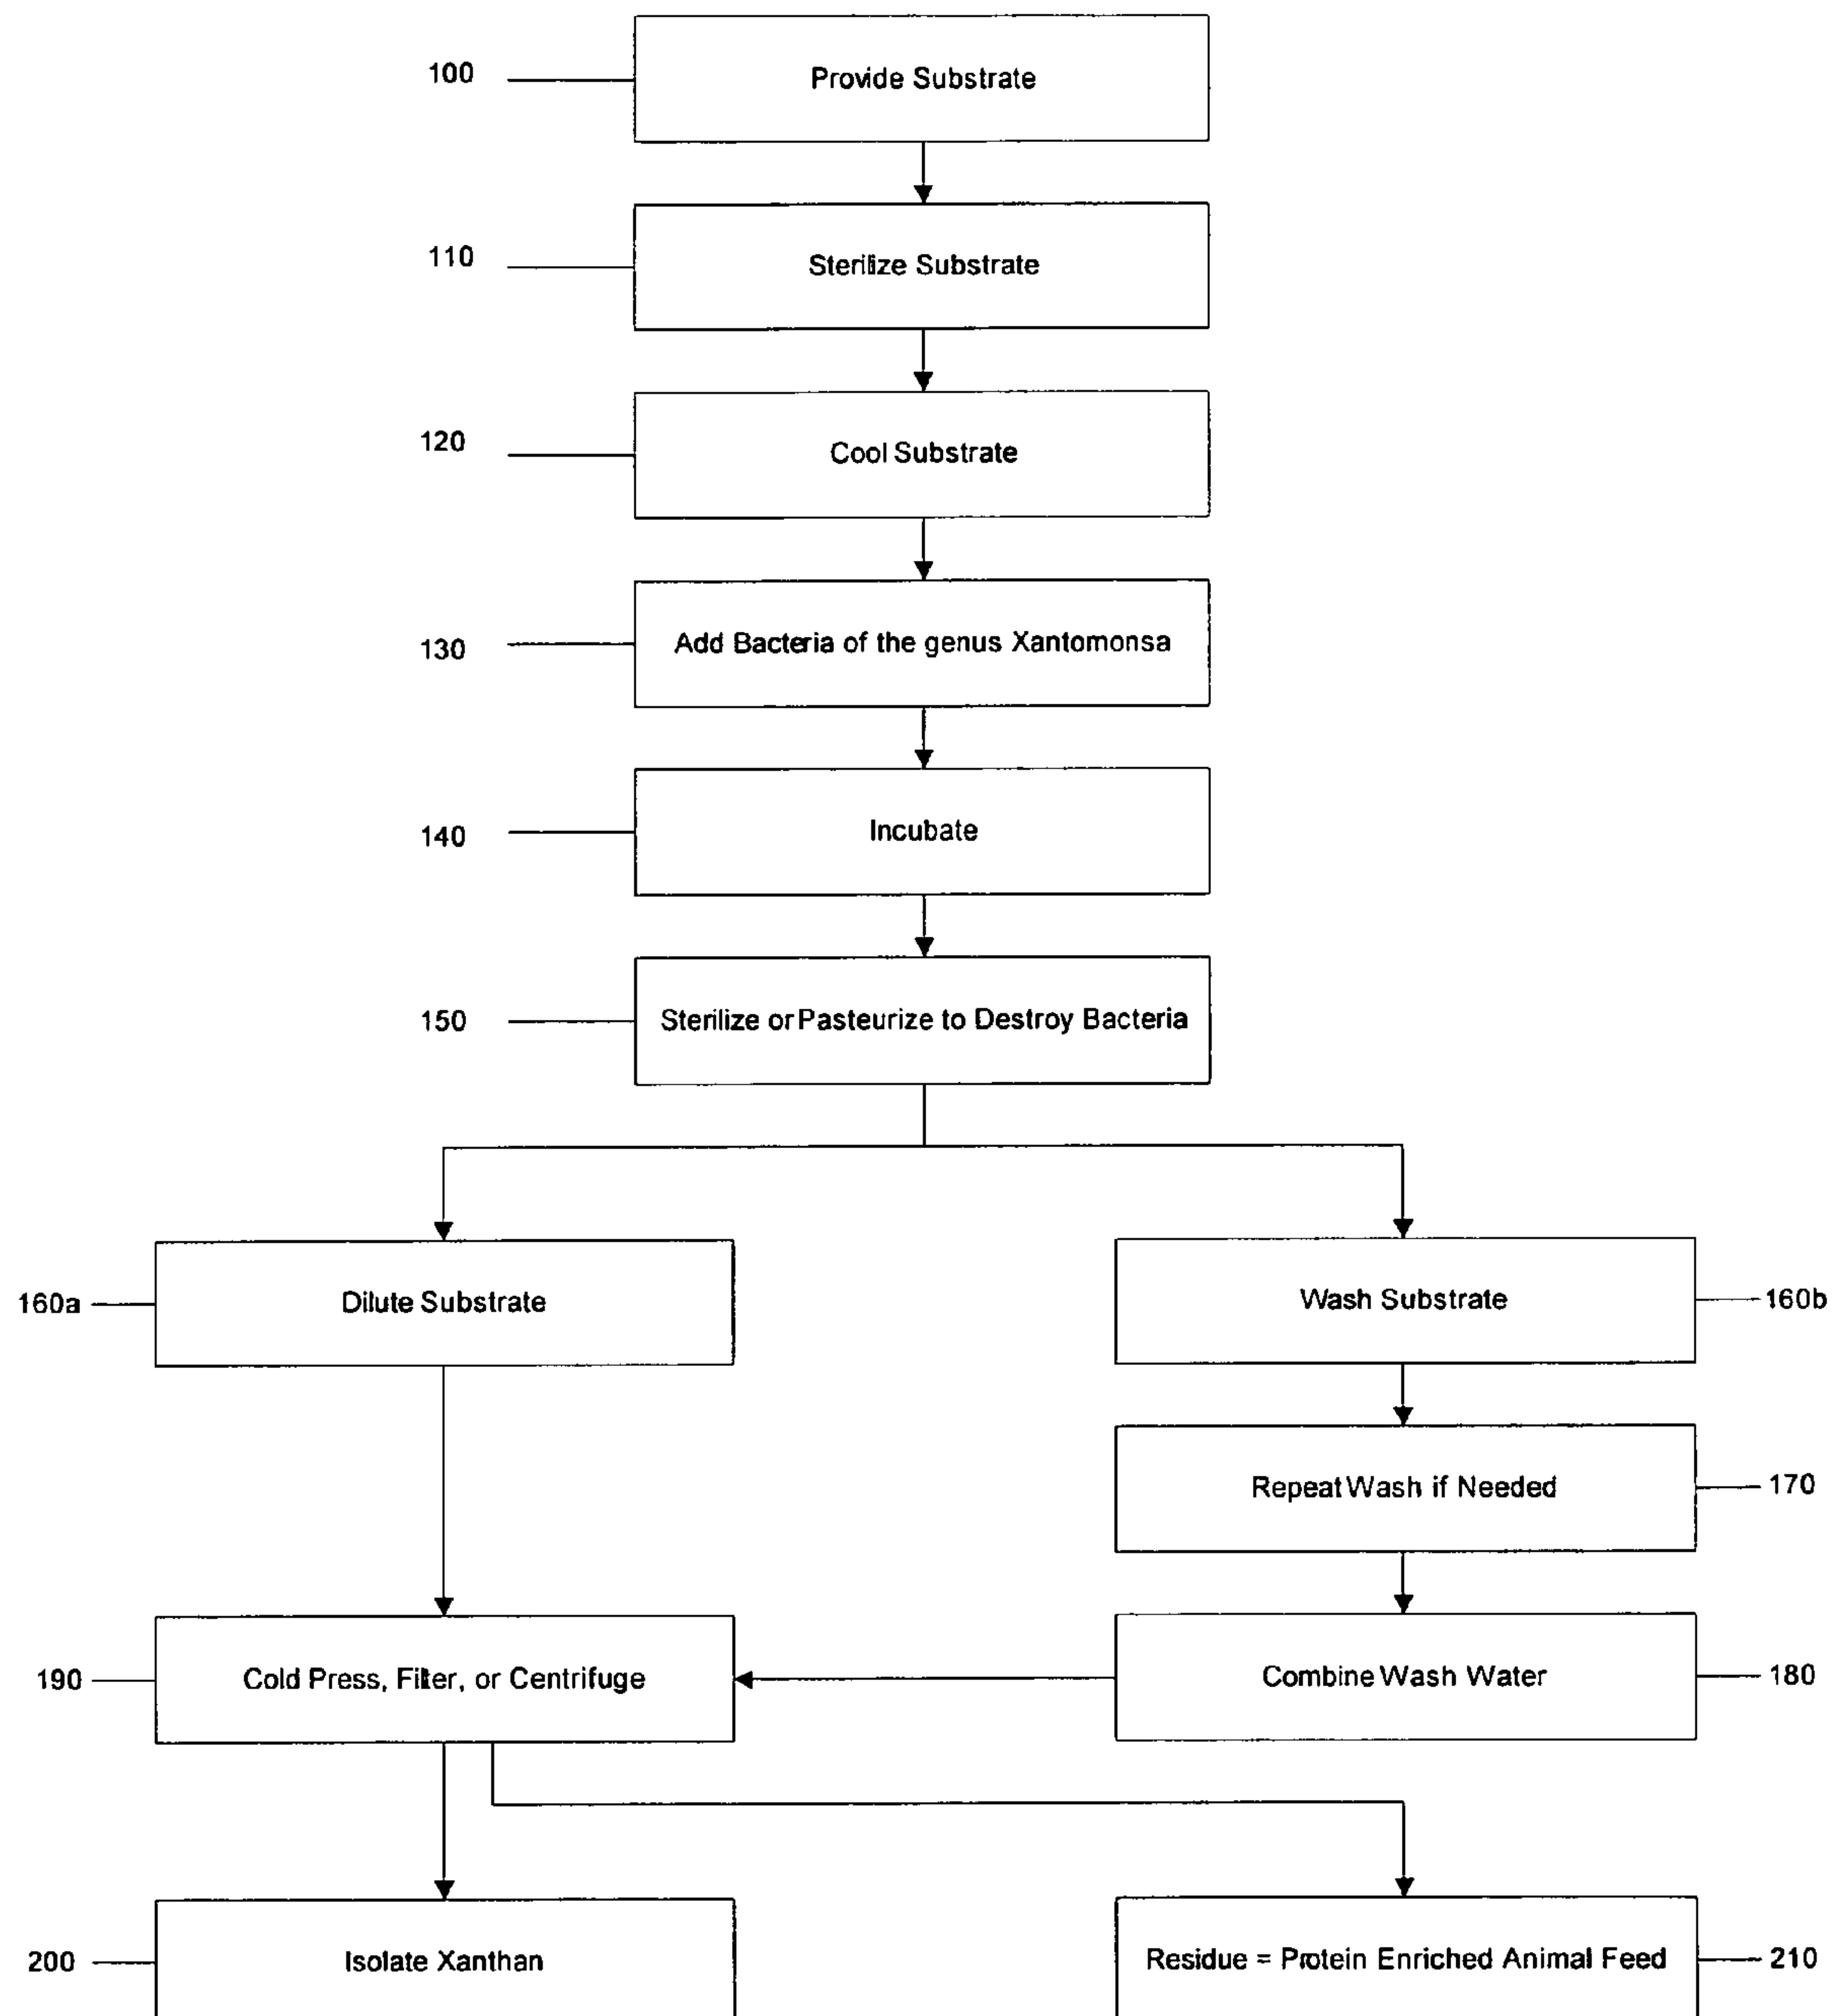 100
Provide Substrate
110
Sterilize Substrate
120
Cool Substrate
130
Add Bacteria of the genus Xantomonsa
140
Incubate
150
Sterilize or Pasteurize to Destroy Bacteria
160a
Dilute Substrate
Wash Substrate
160b
Repeat Wash if Needed
170
190
Cold Press, Filter, or Centrifuge
Combine Wash Water
180
200
Isolate Xanthan
Residue = Protein Enriched Animal Feed
210